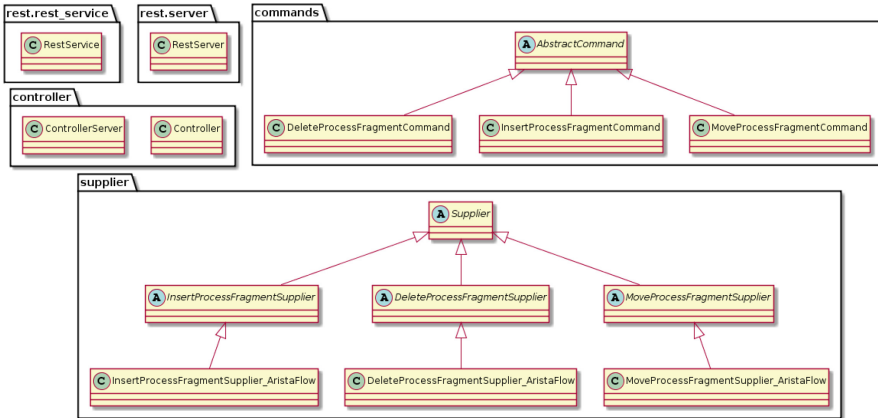 rest.rest_service
C RestService
rest.server
C RestServer
commands
A AbstractCommand
C DeleteProcessFragmentCommand
C InsertProcessFragmentCommand
C MoveProcessFragmentCommand
controller
C ControllerServer
C Controller
supplier
A Supplier
A InsertProcessFragmentSupplier
A DeleteProcessFragmentSupplier
A MoveProcessFragmentSupplier
C InsertProcessFragmentSupplier_AristaFlow
C DeleteProcessFragmentSupplier_AristaFlow
C MoveProcessFragmentSupplier_AristaFlow